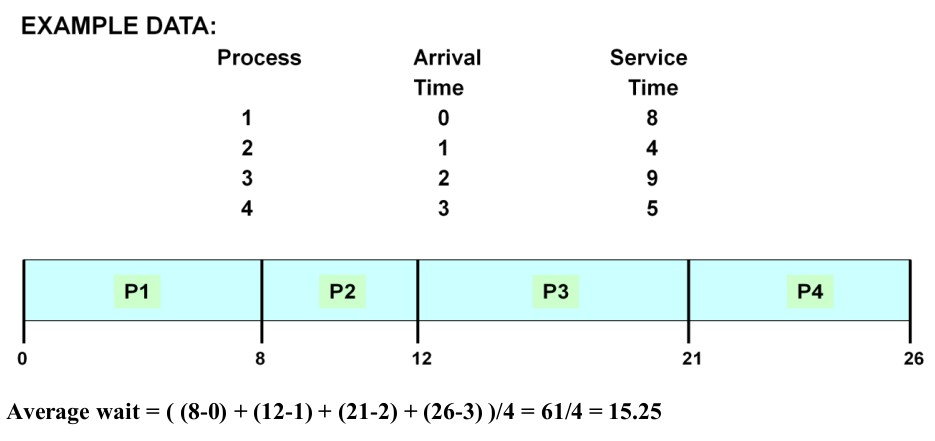 EXAMPLE DATA:
Process Arrival Service
Time Time
1 0 8
2 1 4
3 2 9
4 3 5
P1 P2 P3 P4
0 8 12 21 26
Average wait = ( (8-0) + (12-1) + (21-2) + (26-3) )/4 = 61/4 = 15.25